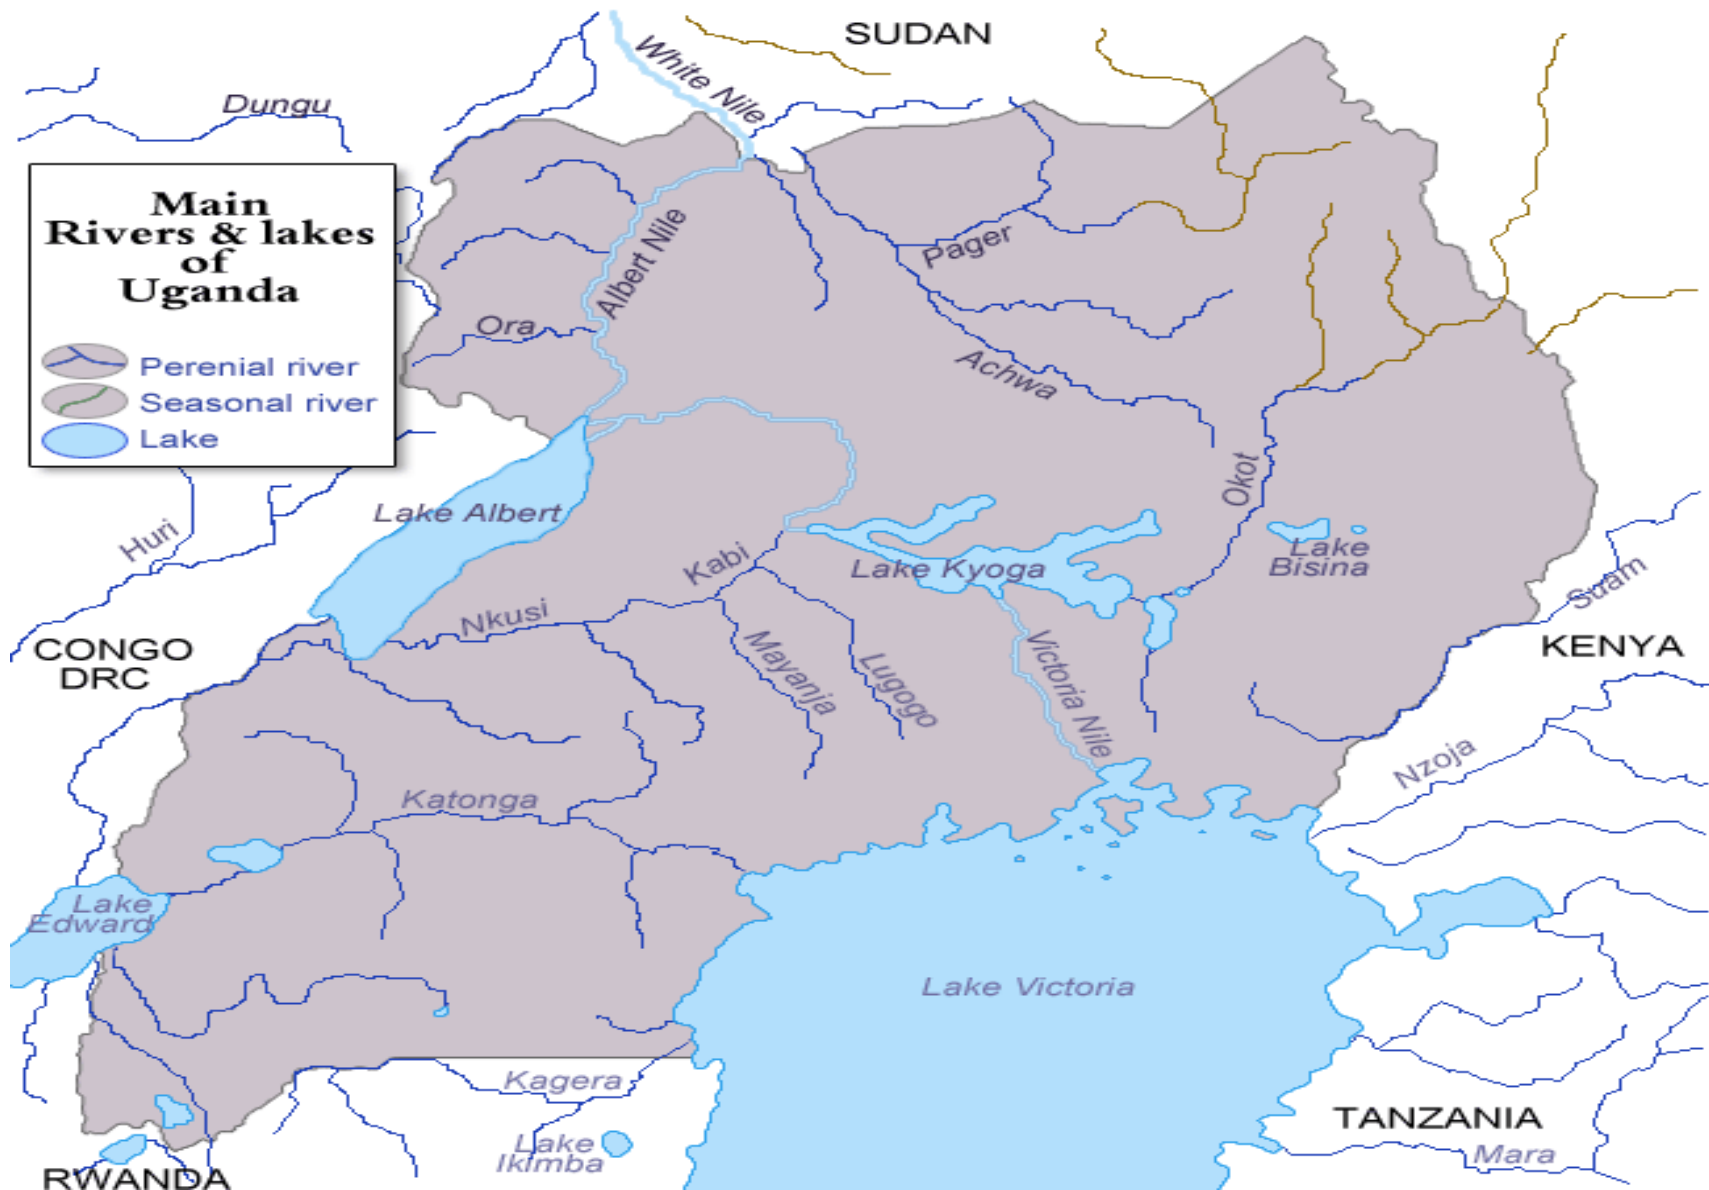 SUDAN
White Nile
Dungu
Main
Rivers & lakes
of
Uganda
Perenial river
Seasonal river
Lake
Albert Nile
Pager
Ora
Achwa
Okot
Lake Albert
Huri
Kabi
Lake Kyoga
Lake
Bisina
Suam
Nkusi
CONGO
DRC
KENYA
Mayanja
Lugogo
Victoria Nile
Nzoja
Katonga
Lake
Edward
Lake Victoria
Kagera
TANZANIA
Lake
Ikimba
Mara
RWANDA